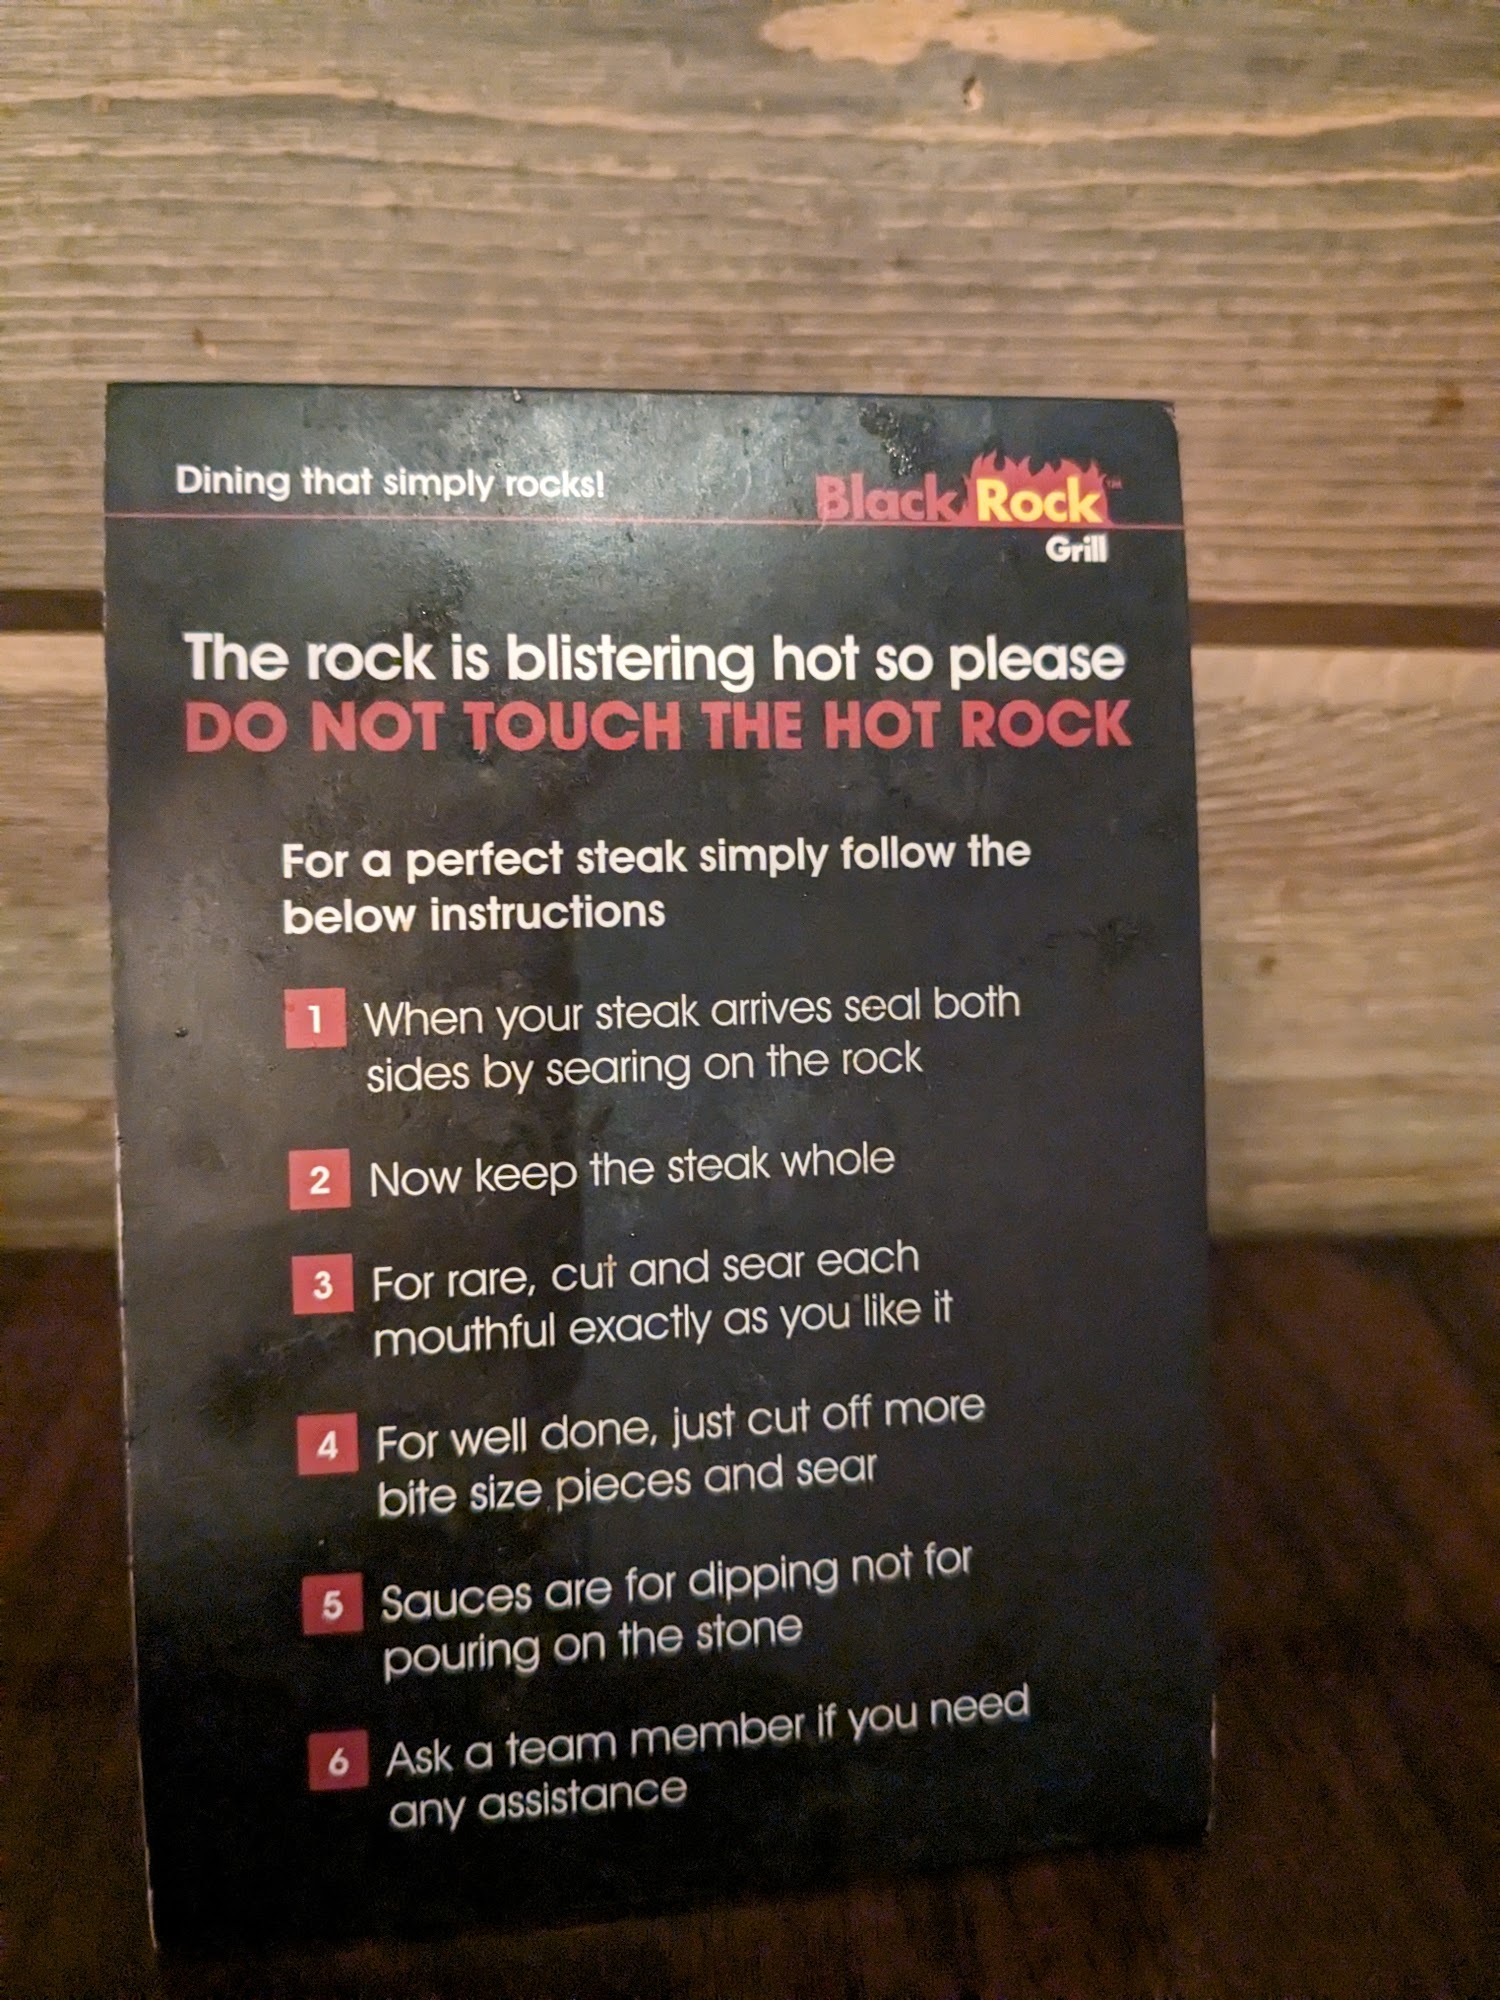 Dining that simply rocks!
Black Rock™
Grill
The rock is blistering hot so please
DO NOT TOUCH THE HOT ROCK
For a perfect steak simply follow the
below instructions
1 When your steak arrives seal both
sides by searing on the rock
2 Now keep the steak whole
3 For rare, cut and sear each
mouthful exactly as you like it
4 For well done, just cut off more
bite size pieces and sear
5 Sauces are for dipping not for
pouring on the stone
6 Ask a team member if you need
any assistance